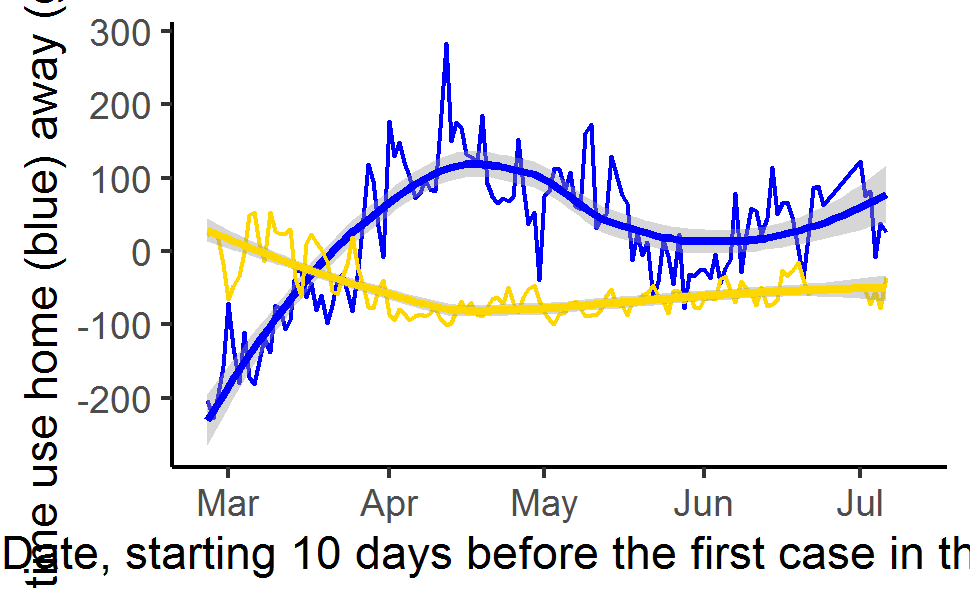 time use home (blue) away (
300
200
100
0
-100
-200
Mar Apr May Jun Jul
Date, starting 10 days before the first case in th